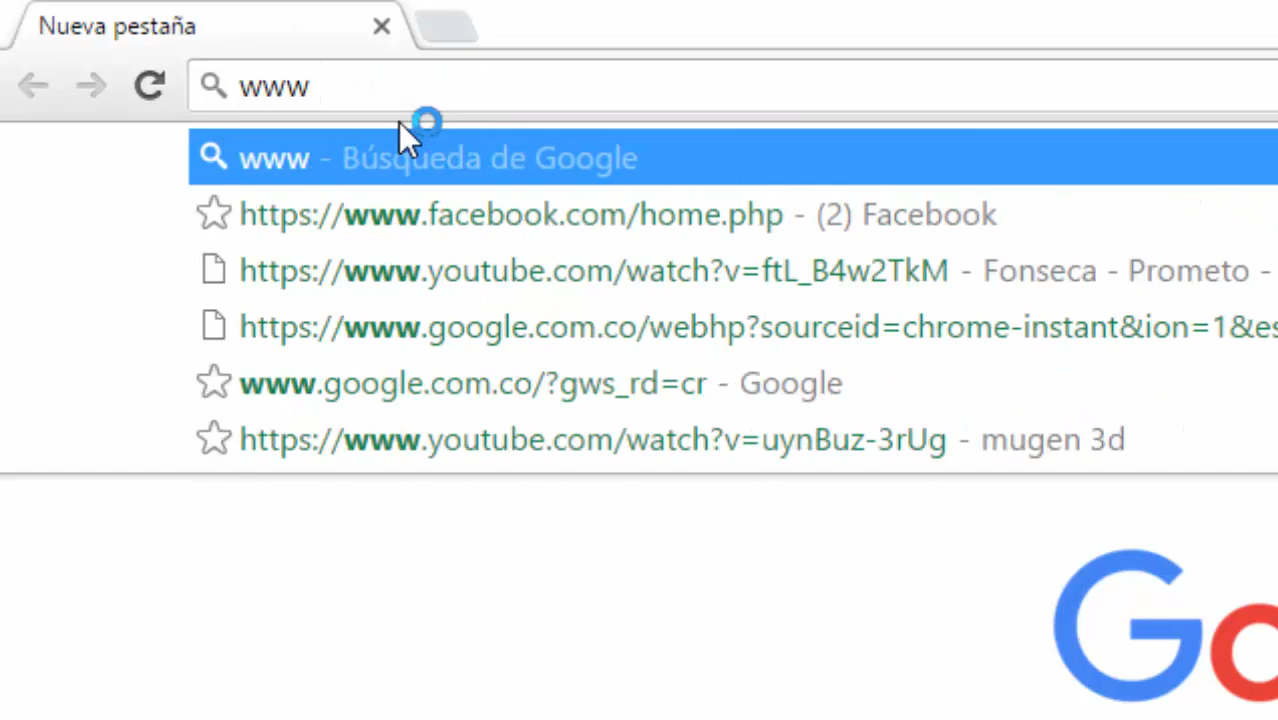 Nueva pestaña
www
www - Búsqueda de Google
https://www.facebook.com/home.php - (2) Facebook
https://www.youtube.com/watch?v=ftL_B4w2TkM - Fonseca - Prometo -
https://www.google.com.co/webhp?sourceid=chrome-instant&ion=1&es
www.google.com.co/?gws_rd=cr - Google
https://www.youtube.com/watch?v=uynBuz-3rUg - mugen 3d
Go